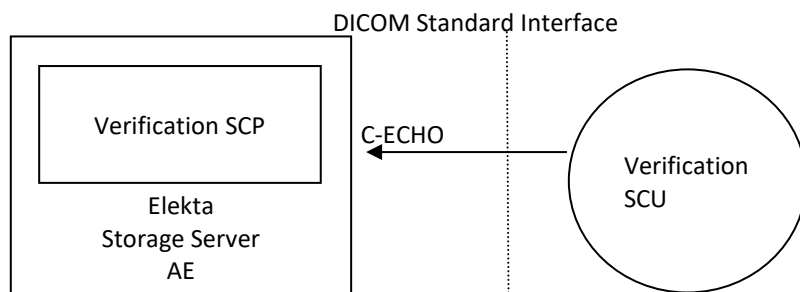 DICOM Standard Interface
Verification SCP
C-ECHO
Elekta
Storage Server
AE
Verification
SCU